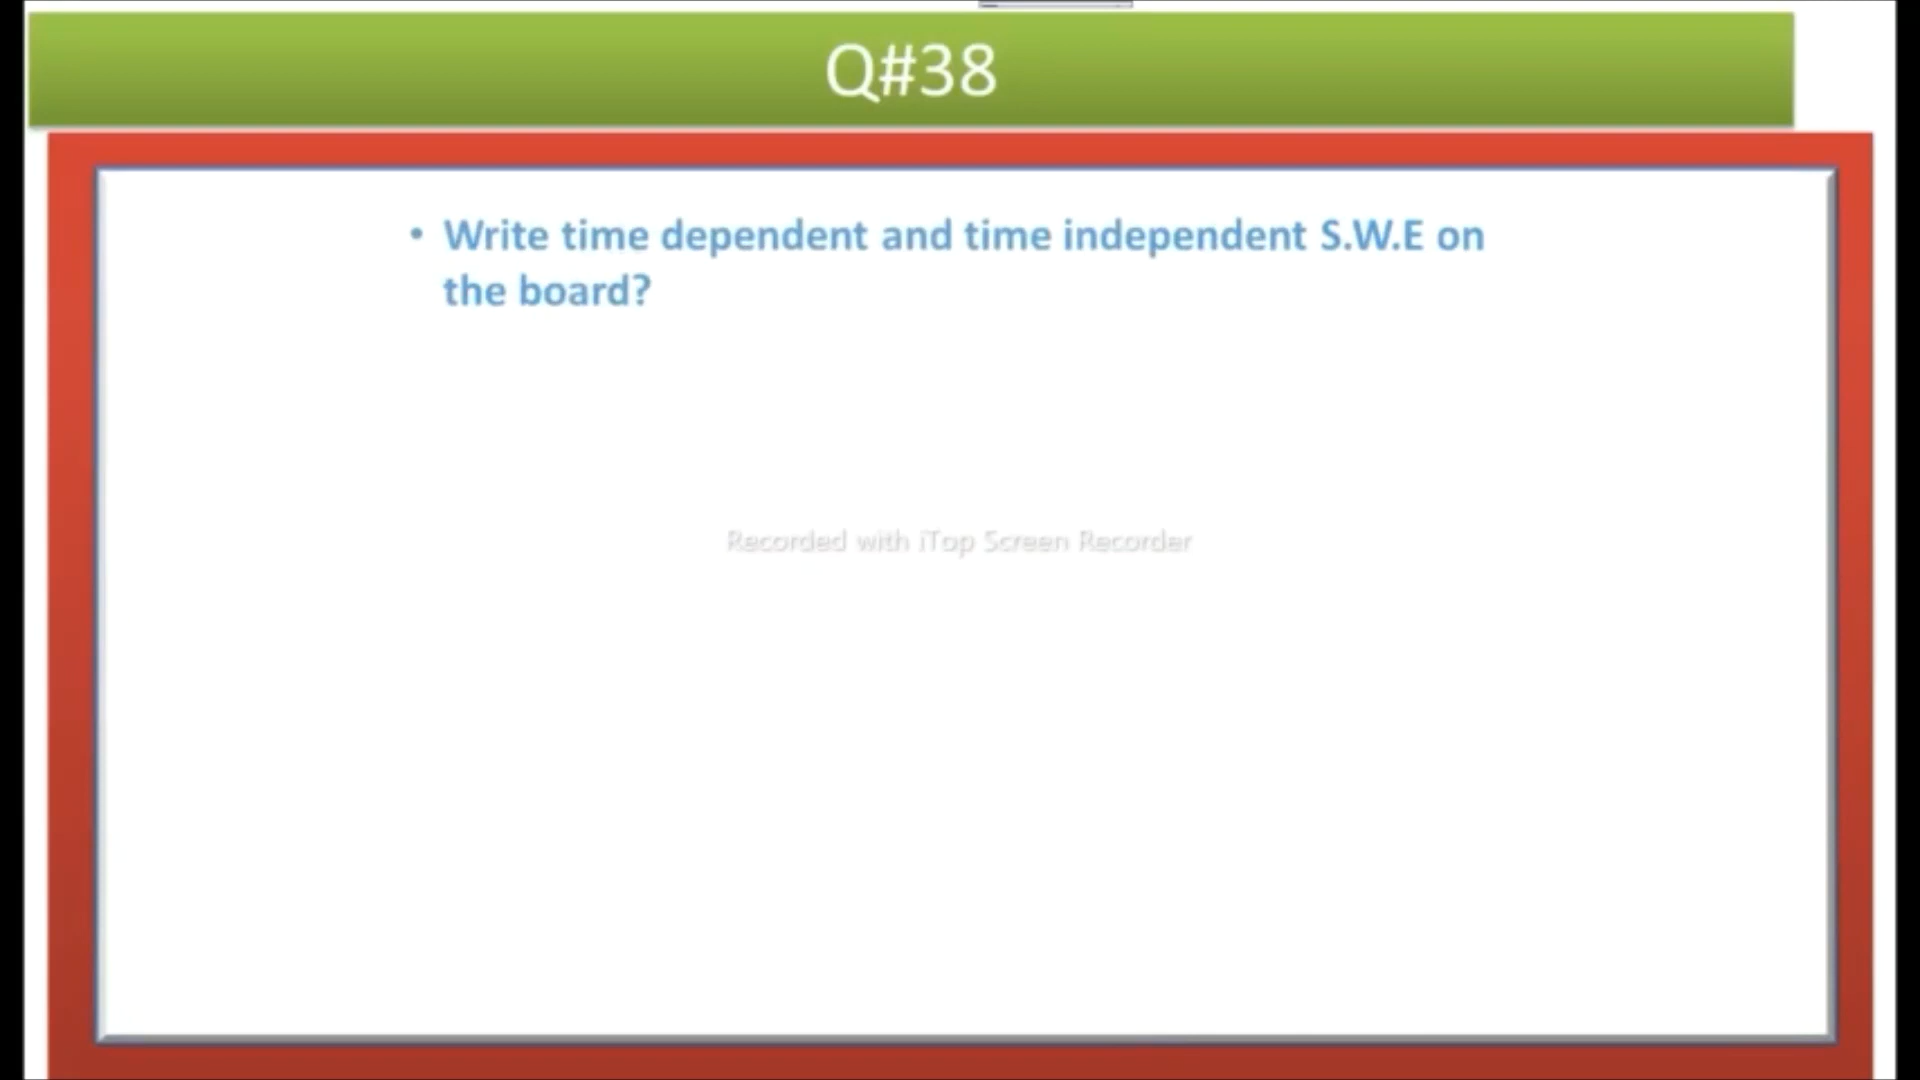 Q#38
• Write time dependent and time independent S.W.E on
the board?
Recorded with iTop Screen Recorder